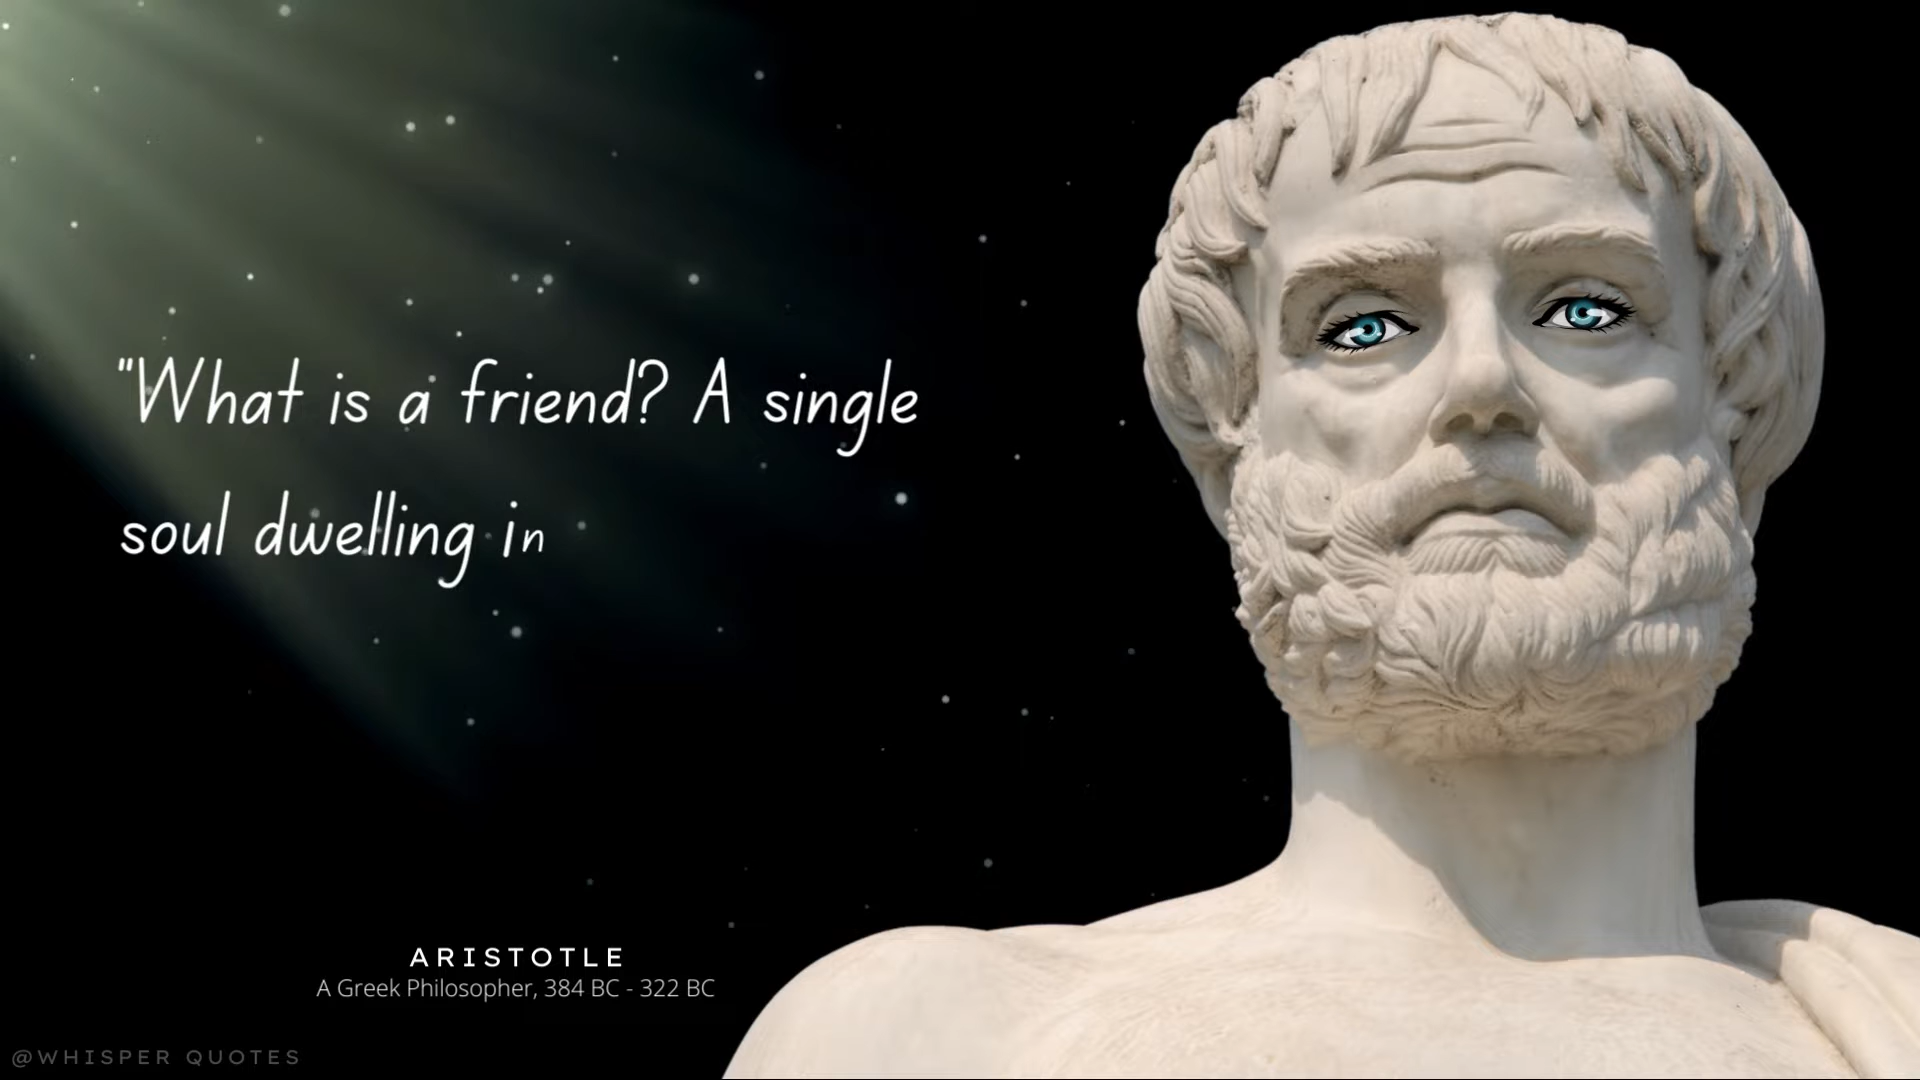 "What is a friend? A single
soul dwelling in
ARISTOTLE
A Greek Philosopher, 384 BC - 322 BC
@WHISPER QUOTES